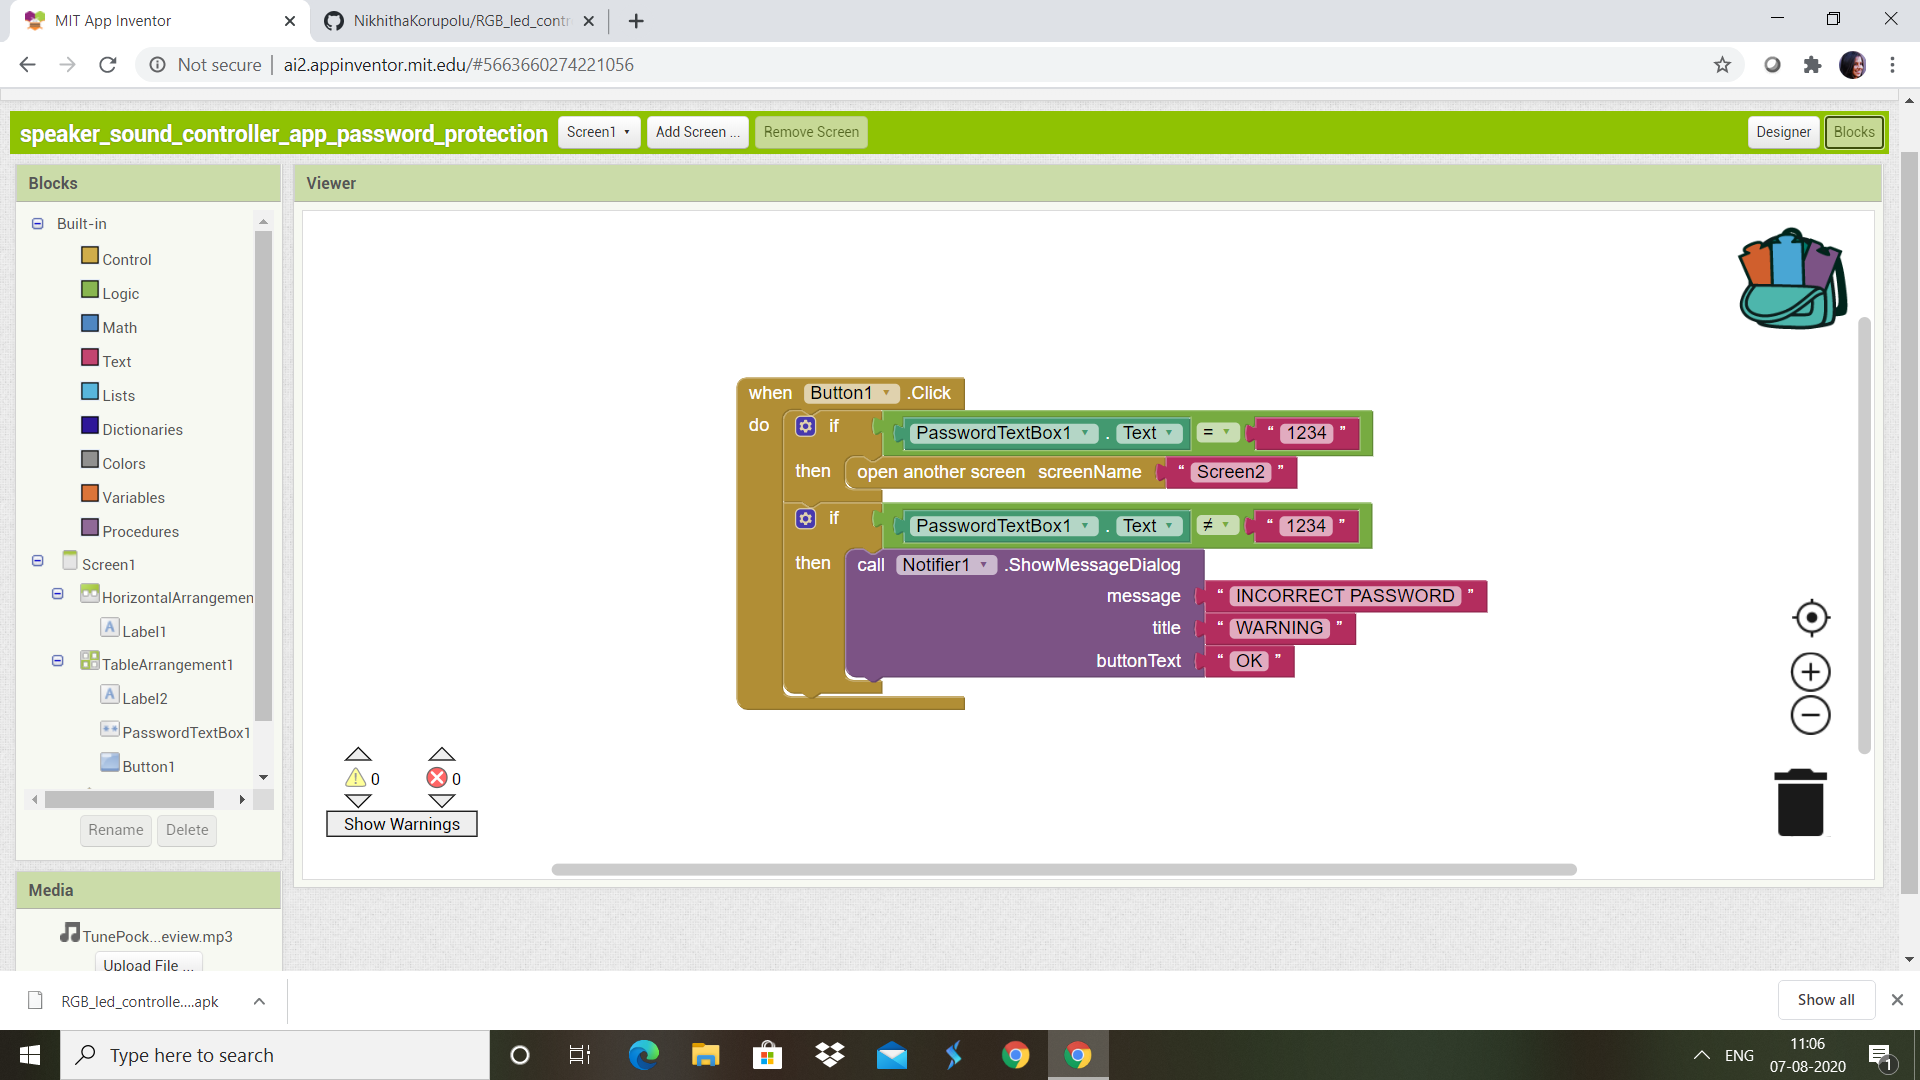 MIT App Inventor
NikhithaKorupolu/RGB_led_contr
Not secure
ai2.appinventor.mit.edu/#5663660274221056
speaker_sound_controller_app_password_protection
Screen1
Add Screen ...
Remove Screen
Designer
Blocks
Blocks
Viewer
Built-in
Control
Logic
Math
Text
Lists
Dictionaries
Colors
Variables
Procedures
Screen1
HorizontalArrangemen
A Label1
TableArrangement1
A Label2
PasswordTextBox1
Button1
Rename
Delete
Media
TunePock...eview.mp3
Upload File ...
when Button1 .Click
do if PasswordTextBox1 . Text = " 1234 "
then open another screen screenName " Screen2 "
if PasswordTextBox1 . Text ≠ " 1234 "
then call Notifier1 .ShowMessageDialog
message " INCORRECT PASSWORD "
title " WARNING "
buttonText " OK "
0 0
Show Warnings
RGB_led_controlle....apk
Show all
Type here to search
ENG
11:06
07-08-2020
1